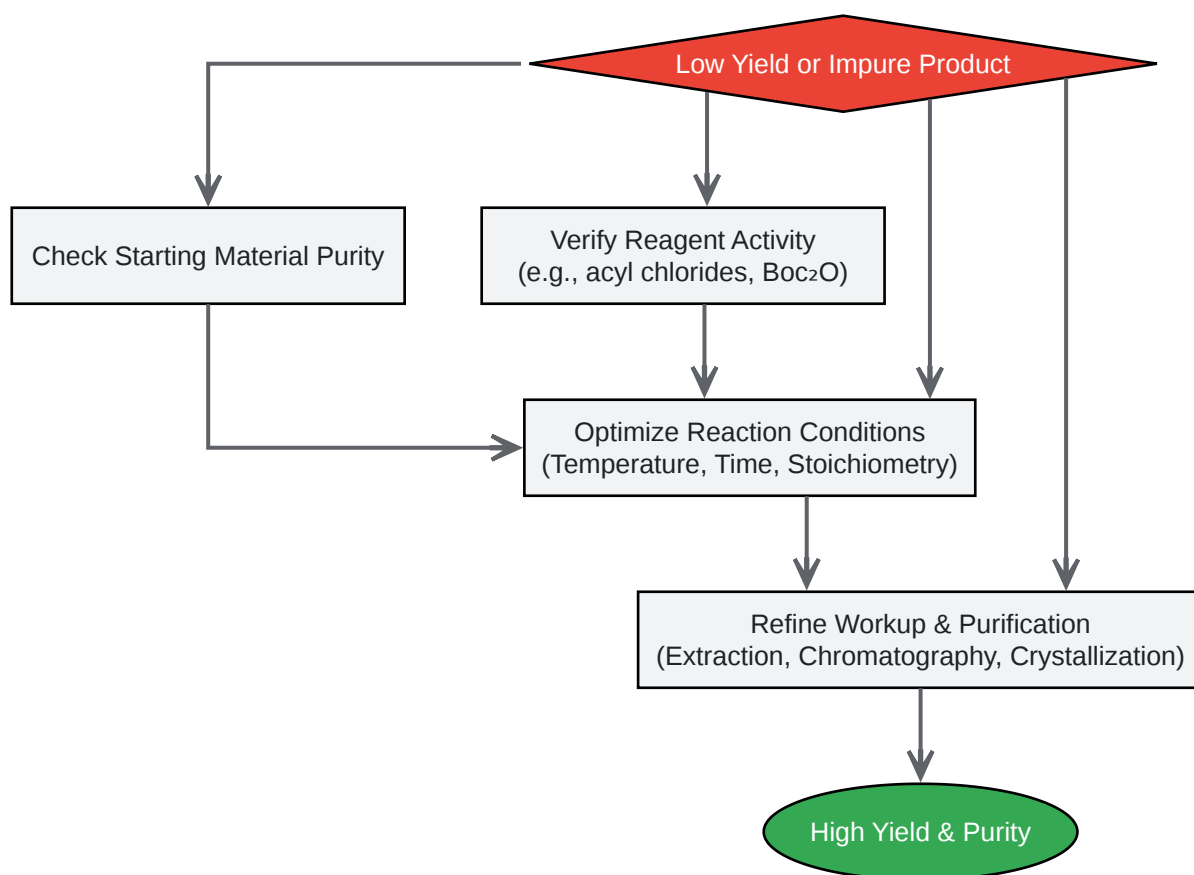 Low Yield or Impure Product
Check Starting Material Purity
Verify Reagent Activity
(e.g., acyl chlorides, Boc₂O)
Optimize Reaction Conditions
(Temperature, Time, Stoichiometry)
Refine Workup & Purification
(Extraction, Chromatography, Crystallization)
High Yield & Purity